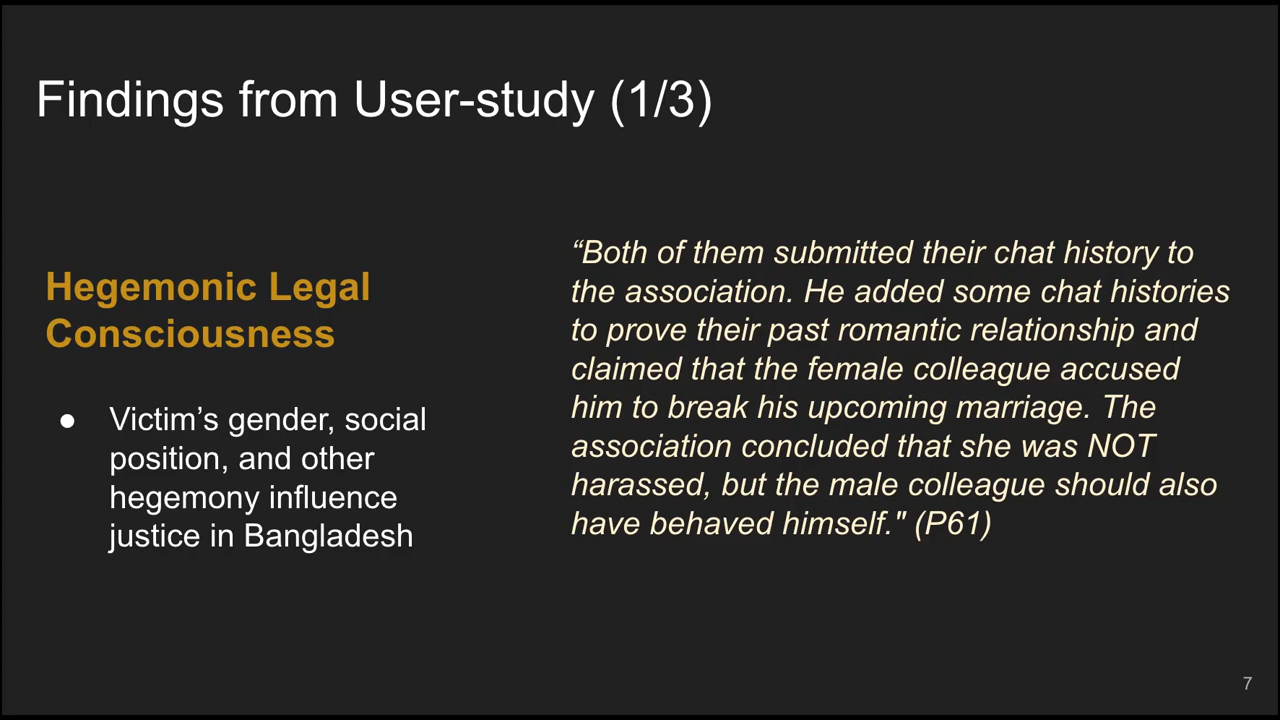 Findings from User-study (1/3)
Hegemonic Legal
Consciousness
● Victim’s gender, social
position, and other
hegemony influence
justice in Bangladesh
“Both of them submitted their chat history to
the association. He added some chat histories
to prove their past romantic relationship and
claimed that the female colleague accused
him to break his upcoming marriage. The
association concluded that she was NOT
harassed, but the male colleague should also
have behaved himself." (P61)
7